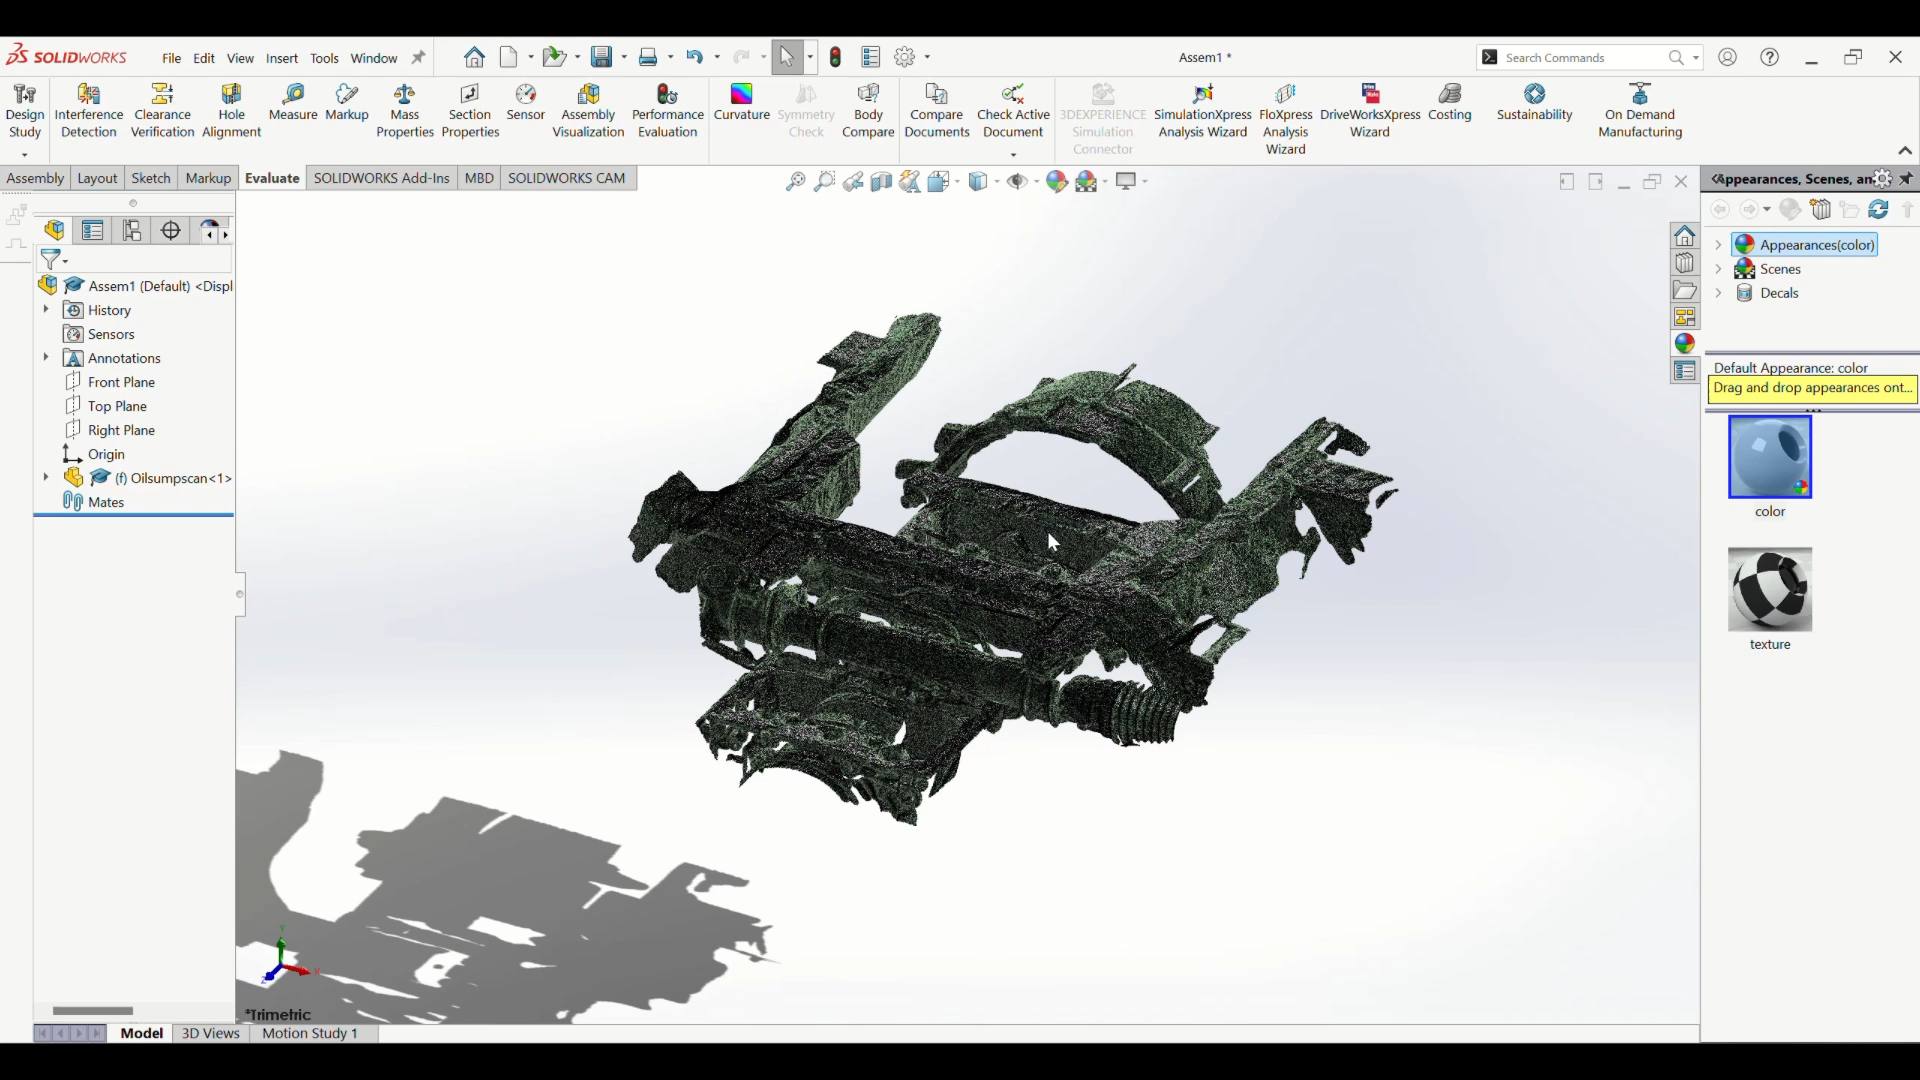 SOLIDWORKS File Edit View Insert Tools Window Assem1 * Search Commands
Design Study
Interference Detection
Clearance Verification
Hole Alignment
Measure
Markup
Mass Properties
Section Properties
Sensor
Assembly Visualization
Performance Evaluation
Curvature
Symmetry Check
Body Compare
Compare Documents
Check Active Document
3DEXPERIENCE Simulation Connector
SimulationXpress Analysis Wizard
FloXpress Analysis Wizard
DriveWorksXpress Wizard
Costing
Sustainability
On Demand Manufacturing
Assembly Layout Sketch Markup Evaluate SOLIDWORKS Add-Ins MBD SOLIDWORKS CAM
Appearances, Scenes, an
Appearances(color)
Scenes
Decals
Default Appearance: color
Drag and drop appearances ont...
color
texture
Assem1 (Default) <Displ
History
Sensors
Annotations
Front Plane
Top Plane
Right Plane
Origin
(f) Oilsumpscan<1>
Mates
Y
X
Z
*Trimetric
Model 3D Views Motion Study 1